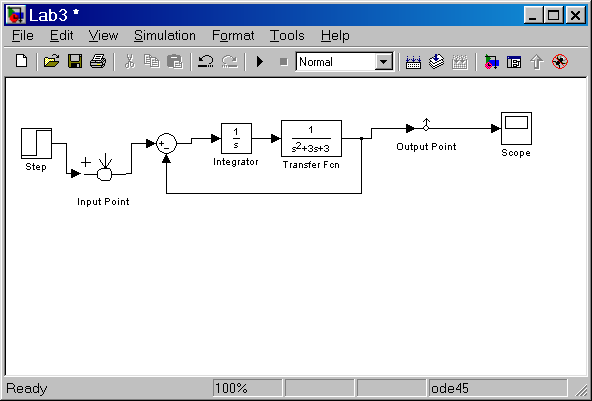 Lab3 *
File Edit View Simulation Format Tools Help
Normal
Step
+
Input Point
+
−
1
s
Integrator
1
s2+3s+3
Transfer Fcn
Output Point
Scope
Ready 100% ode45